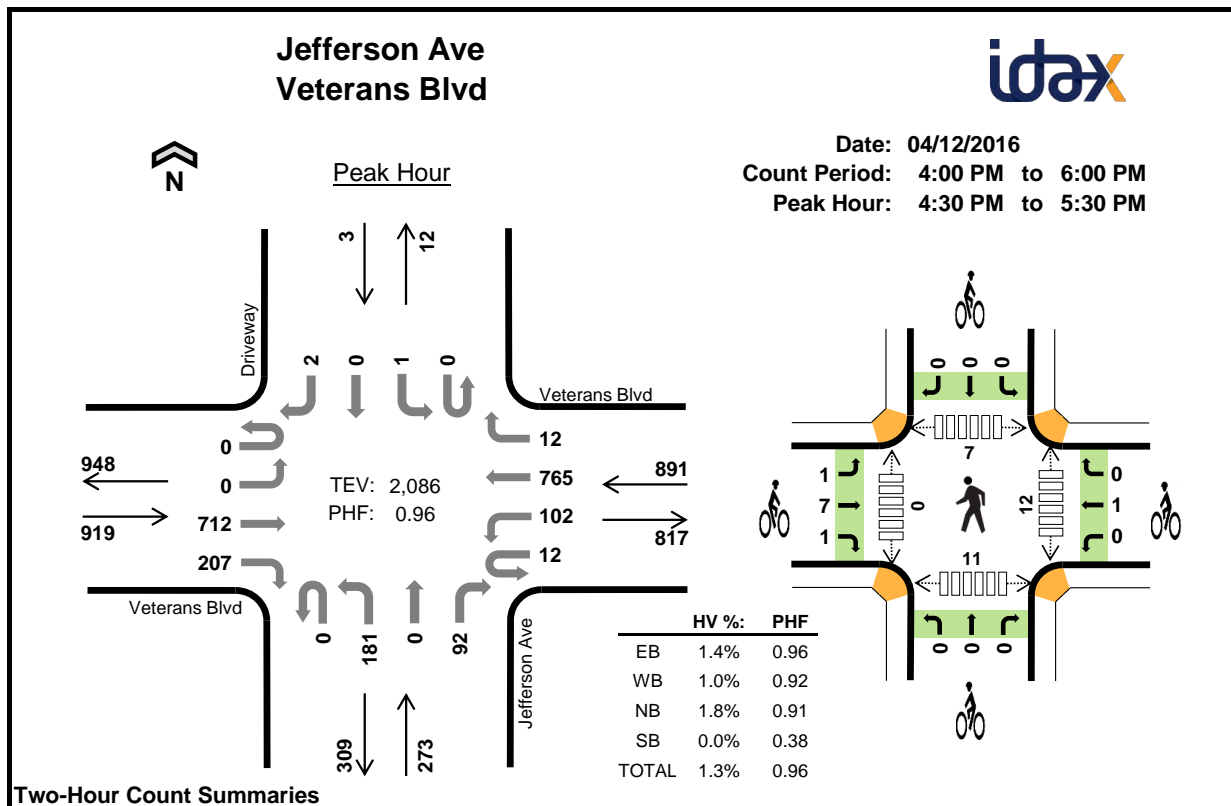 Jefferson Ave
Veterans Blvd
idax
Date: 04/12/2016
Count Period: 4:00 PM to 6:00 PM
Peak Hour: 4:30 PM to 5:30 PM
N
Peak Hour
3
12
Driveway
2 0 1 0
Veterans Blvd
0
0
712
207
948
919
TEV: 2,086
PHF: 0.96
12
765
102
12
891
817
Veterans Blvd
0 181 0 92
Jefferson Ave
309
273
HV %: PHF
EB 1.4% 0.96
WB 1.0% 0.92
NB 1.8% 0.91
SB 0.0% 0.38
TOTAL 1.3% 0.96
0 0 0
7
1
7
1
0
12
0
1
0
11
0 0 0
Two-Hour Count Summaries